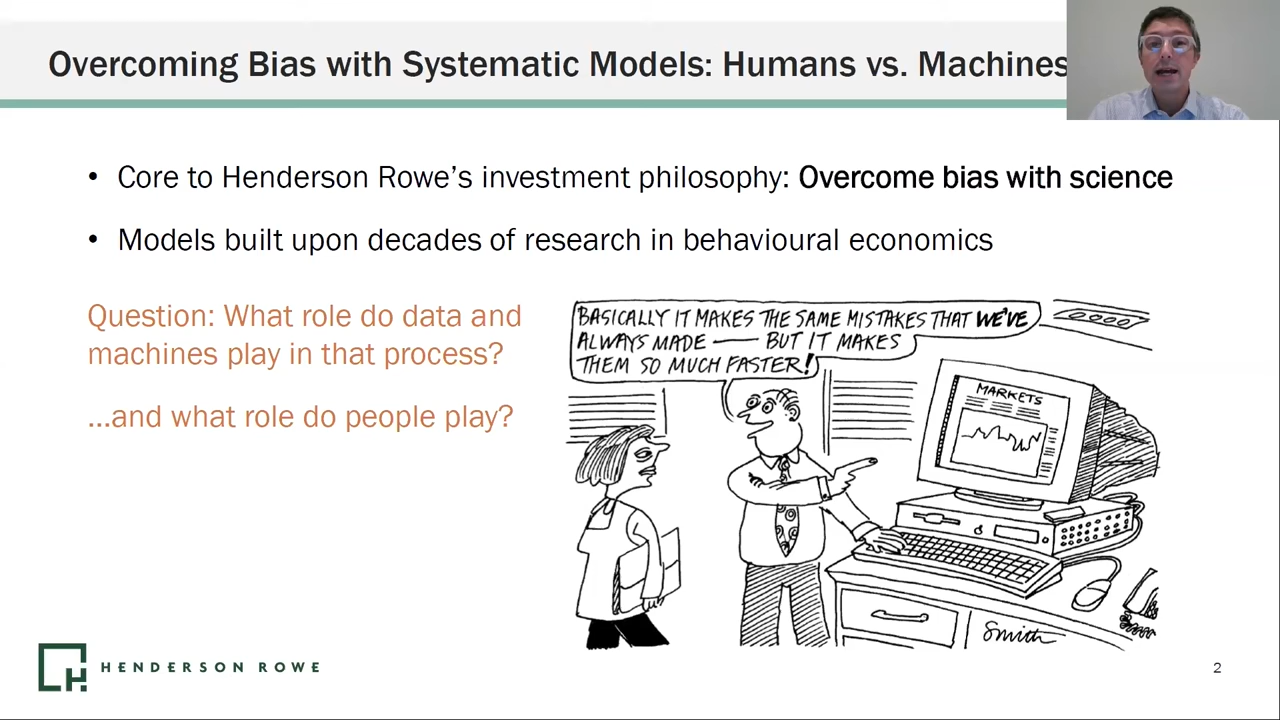 Overcoming Bias with Systematic Models: Humans vs. Machines
• Core to Henderson Rowe’s investment philosophy: Overcome bias with science
• Models built upon decades of research in behavioural economics
Question: What role do data and
machines play in that process?
...and what role do people play?
BASICALLY IT MAKES THE SAME MISTAKES THAT WE'VE
ALWAYS MADE — BUT IT MAKES
THEM SO MUCH FASTER!
MARKETS
Smith
HENDERSON ROWE
2